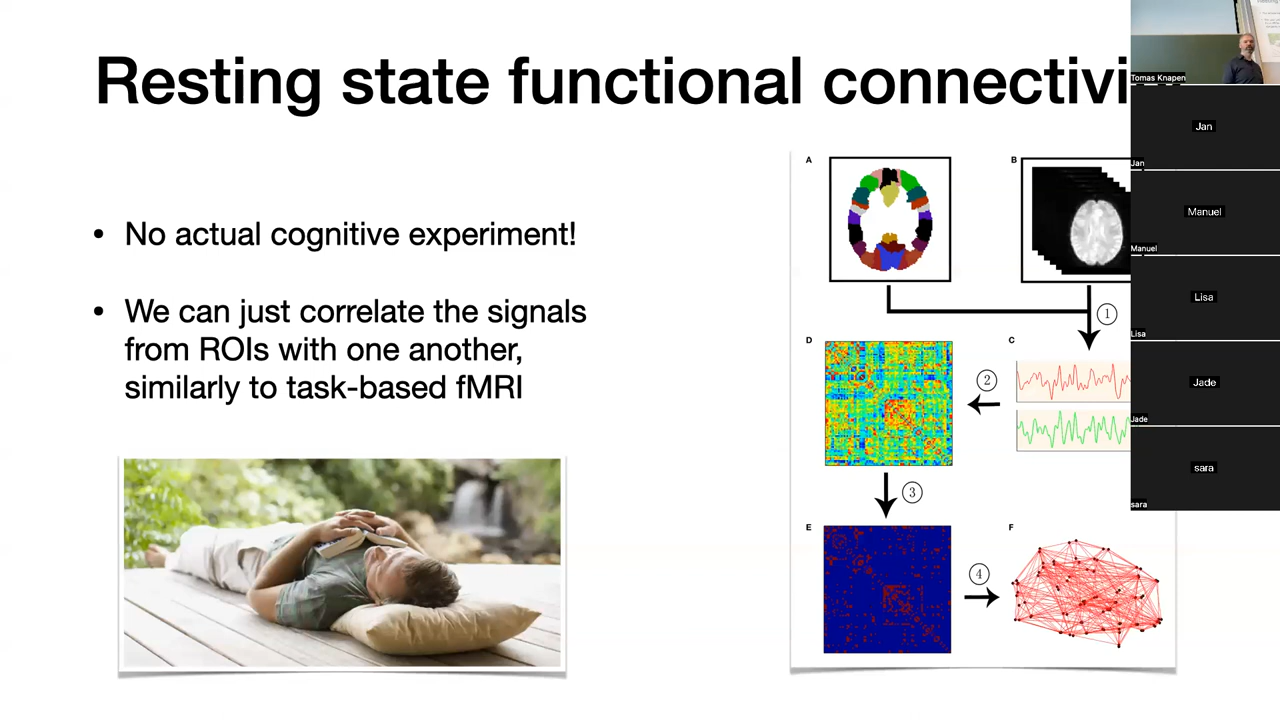 Resting state functional connectivi
• No actual cognitive experiment!
• We can just correlate the signals
from ROIs with one another,
similarly to task-based fMRI
A
B
1
D
C
2
3
E
F
4
Tomas Knapen
Jan
Jan
Manuel
Manuel
Lisa
Lisa
Jade
Jade
sara
sara